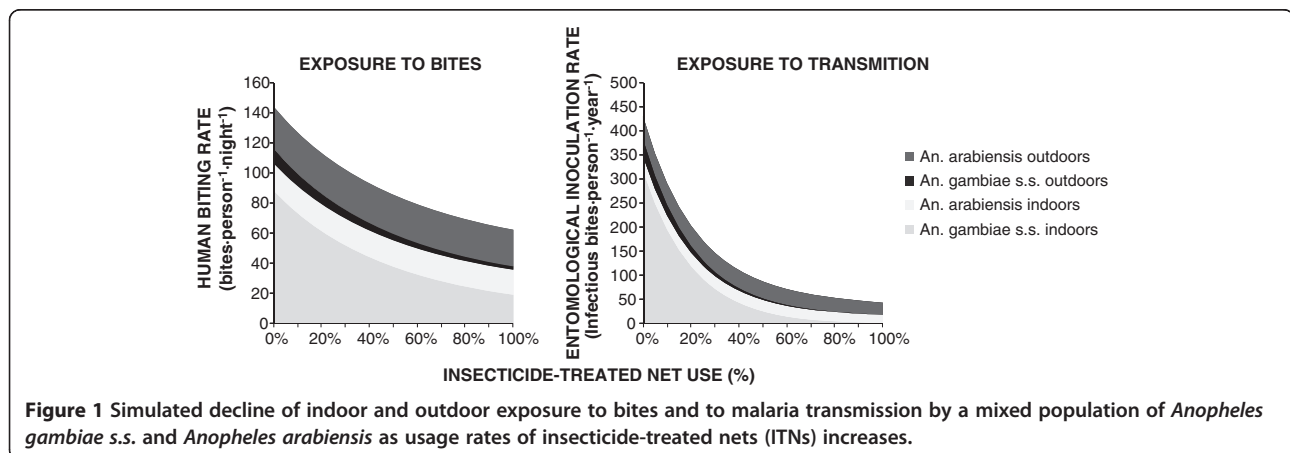 EXPOSURE TO BITES
HUMAN BITING RATE
(bites·person⁻¹·night⁻¹)
160
140
120
100
80
60
40
20
0
0% 20% 40% 60% 80% 100%
EXPOSURE TO TRANSMITION
ENTOMOLOGICAL INOCULATION RATE
(Infectious bites·person⁻¹·year⁻¹)
500
450
400
350
300
250
200
150
100
50
0
0% 20% 40% 60% 80% 100%
An. arabiensis outdoors
An. gambiae s.s. outdoors
An. arabiensis indoors
An. gambiae s.s. indoors
INSECTICIDE-TREATED NET USE (%)
Figure 1 Simulated decline of indoor and outdoor exposure to bites and to malaria transmission by a mixed population of Anopheles
gambiae s.s. and Anopheles arabiensis as usage rates of insecticide-treated nets (ITNs) increases.